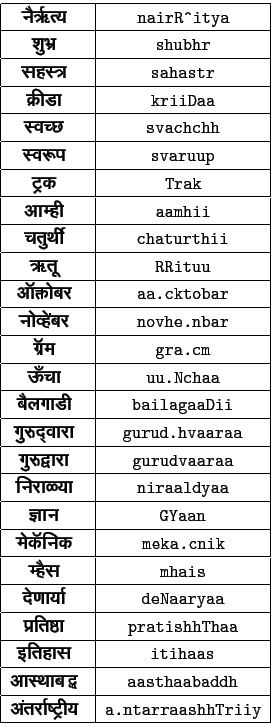 नैर्ऋत्य nairR^itya
शुभ्र shubhr
सहस्त्र sahastr
क्रीडा kriiDaa
स्वच्छ svachchh
स्वरूप svaruup
ट्रक Trak
आम्ही aamhii
चतुर्थी chaturthii
ऋतू RRituu
ऑक्तोबर aa.cktobar
नोव्हेंबर novhe.nbar
ग्रॅम gra.cm
ऊँचा uu.Nchaa
बैलगाडी bailagaaDii
गुरुद्‌वारा gurud.hvaaraa
गुरुद्वारा gurudvaaraa
निराळ्या niraaldyaa
ज्ञान GYaan
मेकॅनिक meka.cnik
म्हैस mhais
देणार्या deNaaryaa
प्रतिष्ठा pratishhThaa
इतिहास itihaas
आस्थाबद्ध aasthaabaddh
अंतर्राष्ट्रीय a.ntarraashhTriiy